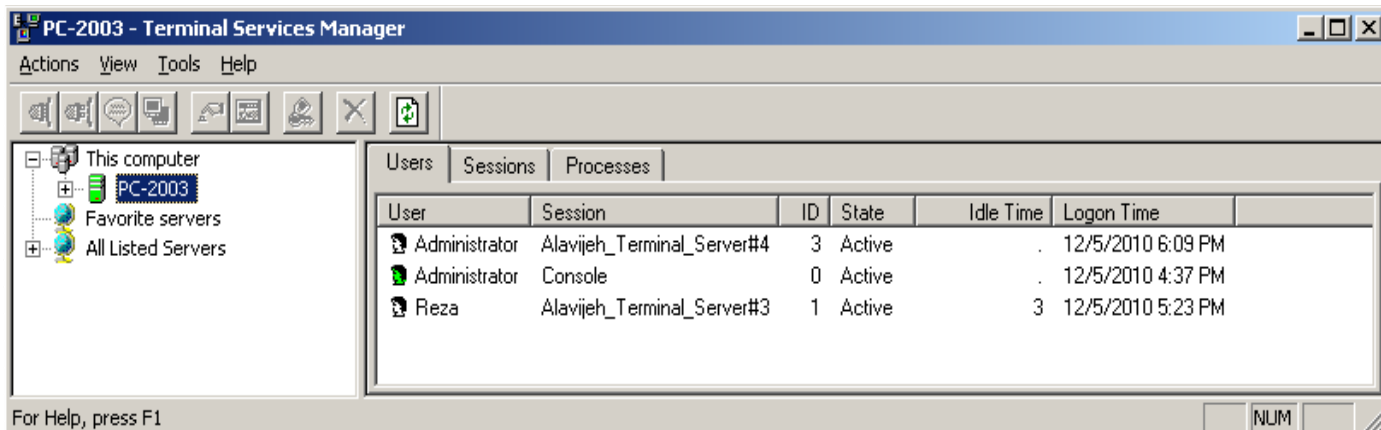 PC-2003 - Terminal Services Manager
Actions View Tools Help
This computer
PC-2003
Favorite servers
All Listed Servers
Users Sessions Processes
User Session ID State Idle Time Logon Time
Administrator Alavijeh_Terminal_Server#4 3 Active . 12/5/2010 6:09 PM
Administrator Console 0 Active . 12/5/2010 4:37 PM
Reza Alavijeh_Terminal_Server#3 1 Active 3 12/5/2010 5:23 PM
For Help, press F1 NUM